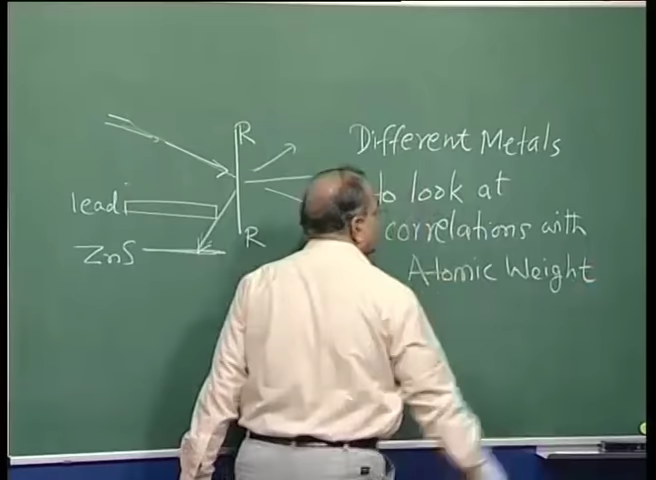 R
lead
R
ZnS
Different Metals
to look at
correlations with
Atomic Weight